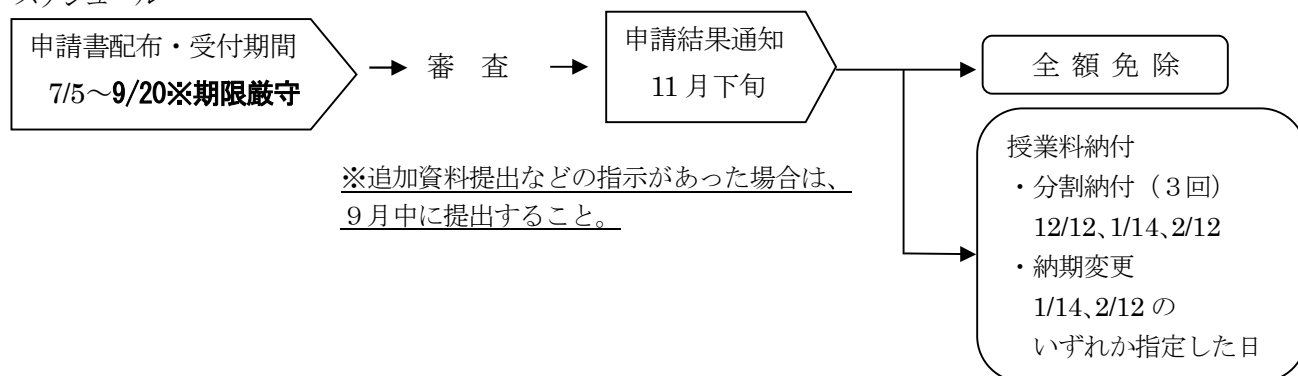 スケジュール
申請書配布・受付期間
7/5～9/20※期限厳守
審　査
申請結果通知
11月下旬
全 額 免 除
※追加資料提出などの指示があった場合は、
９月中に提出すること。
授業料納付
・分割納付（３回）
12/12、1/14、2/12
・納期変更
1/14、2/12 の
いずれか指定した日